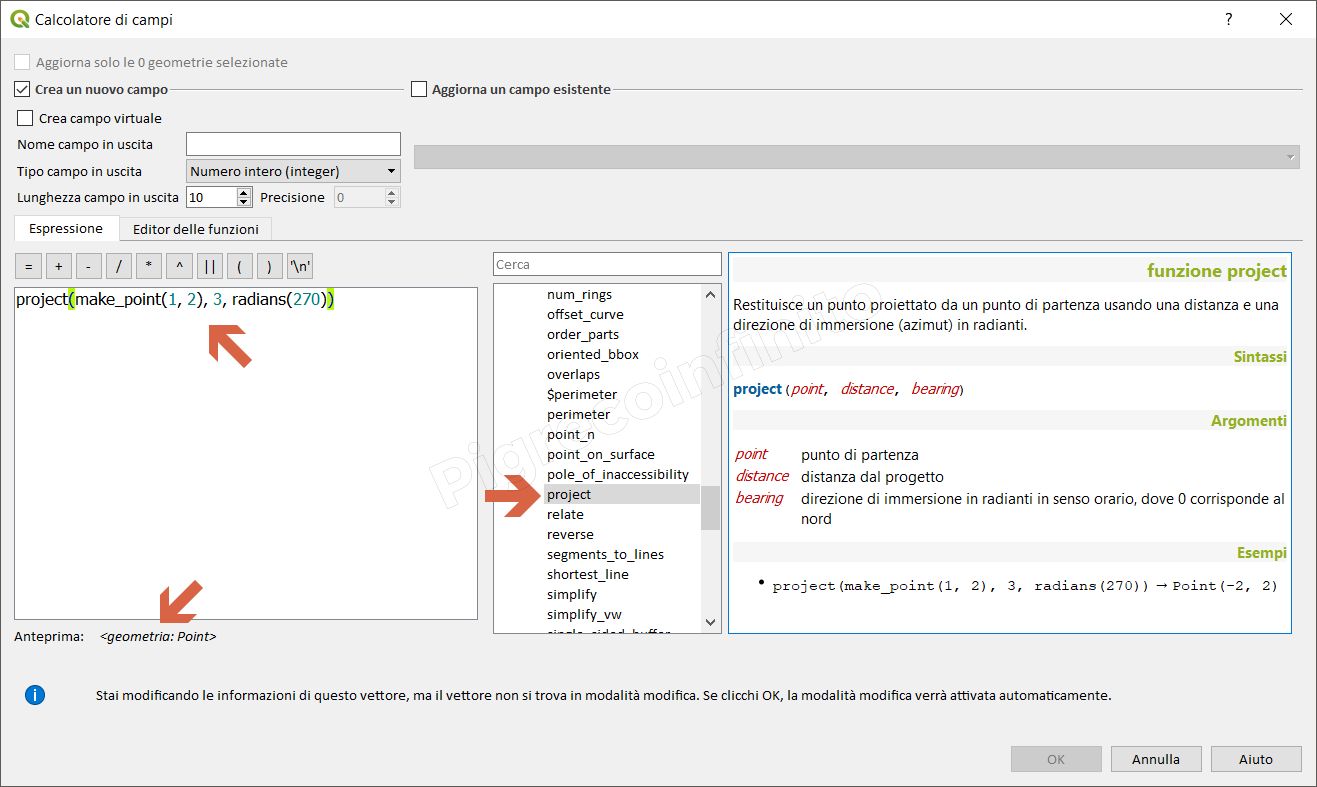 Calcolatore di campi
?
Aggiorna solo le 0 geometrie selezionate
Crea un nuovo campo
Aggiorna un campo esistente
Crea campo virtuale
Nome campo in uscita
Tipo campo in uscita Numero intero (integer)
Lunghezza campo in uscita 10 Precisione 0
Espressione Editor delle funzioni
= + - / * ^ || ( ) '\n'
project(make_point(1, 2), 3, radians(270))
Anteprima: <geometria: Point>
Cerca
num_rings
offset_curve
order_parts
oriented_bbox
overlaps
$perimeter
perimeter
point_n
point_on_surface
pole_of_inaccessibility
project
relate
reverse
segments_to_lines
shortest_line
simplify
simplify_vw
single_sided_buffer
funzione project
Restituisce un punto proiettato da un punto di partenza usando una distanza e una
direzione di immersione (azimut) in radianti.
Sintassi
project (point, distance, bearing)
Argomenti
point punto di partenza
distance distanza dal progetto
bearing direzione di immersione in radianti in senso orario, dove 0 corrisponde al
nord
Esempi
• project(make_point(1, 2), 3, radians(270)) → Point(-2, 2)
Pigrecoinfinito
i
Stai modificando le informazioni di questo vettore, ma il vettore non si trova in modalità modifica. Se clicchi OK, la modalità modifica verrà attivata automaticamente.
OK Annulla Aiuto